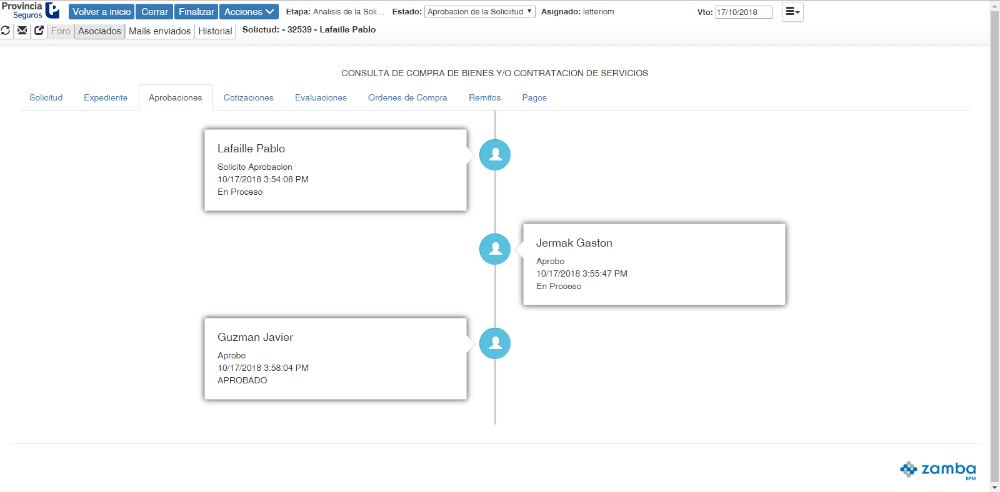 Provincia
Seguros
Volver a inicio Cerrar Finalizar Acciones Etapa: Analisis de la Soli... Estado: Aprobacion de la Soliciitud Asignado: letteriom Vto: 17/10/2018
Foro Asociados Mails enviados Historial Solictud: - 32539 - Lafaille Pablo
CONSULTA DE COMPRA DE BIENES Y/O CONTRATACION DE SERVICIOS
Solicitud Expediente Aprobaciones Cotizaciones Evaluaciones Ordenes de Compra Remitos Pagos
Lafaille Pablo
Solicito Aprobacion
10/17/2018 3:54:08 PM
En Proceso
Jermak Gaston
Aprobo
10/17/2018 3:55:47 PM
En Proceso
Guzman Javier
Aprobo
10/17/2018 3:58:04 PM
APROBADO
zamba
BPM